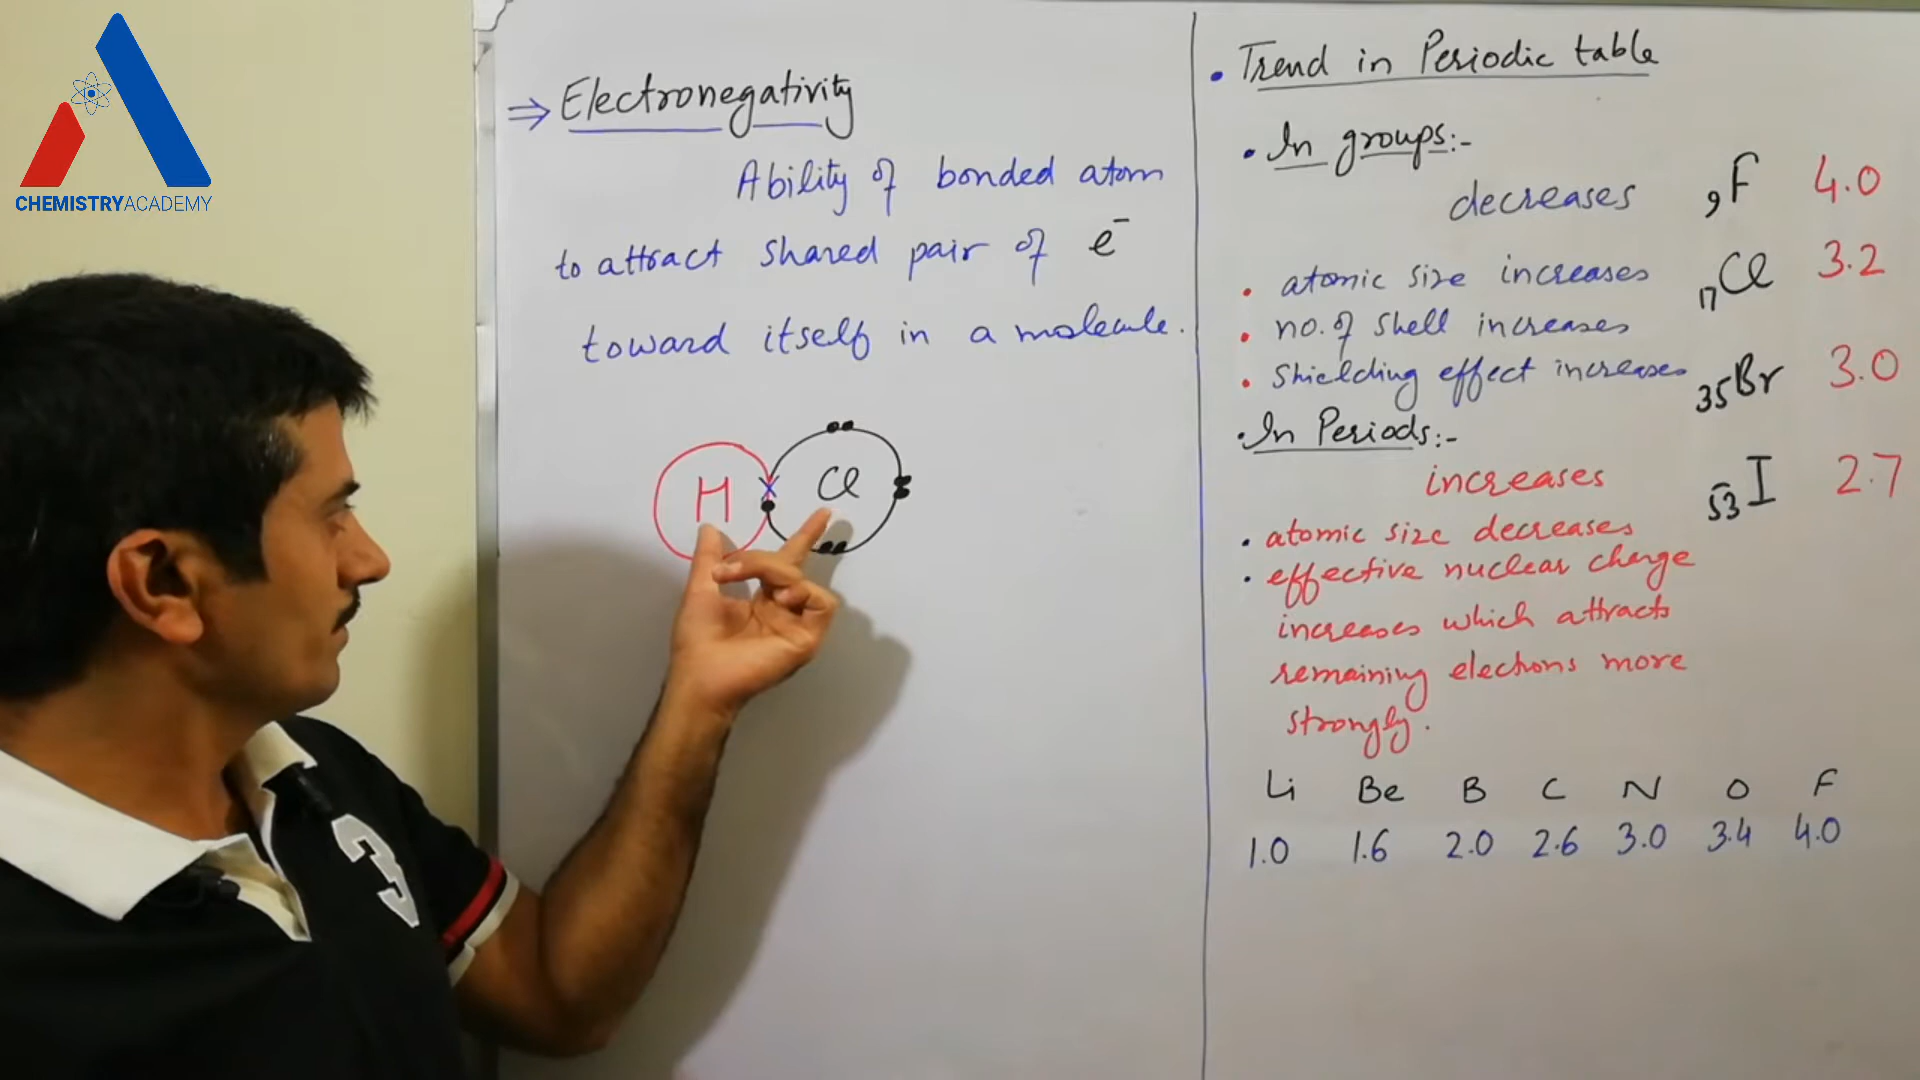 CHEMISTRYACADEMY
⇒ Electronegativity
Ability of bonded atom
to attract shared pair of e⁻
toward itself in a molecule.
H Cl
3
• Trend in Periodic table
• In groups:-
decreases
• atomic size increases
• no. of shell increases
• Shielding effect increases
₉F 4.0
₁₇Cl 3.2
₃₅Br 3.0
₅₃I 2.7
• In Periods:-
increases
• atomic size decreases
• effective nuclear charge
increases which attracts
remaining electrons more
strongly.
Li Be B C N O F
1.0 1.6 2.0 2.6 3.0 3.4 4.0